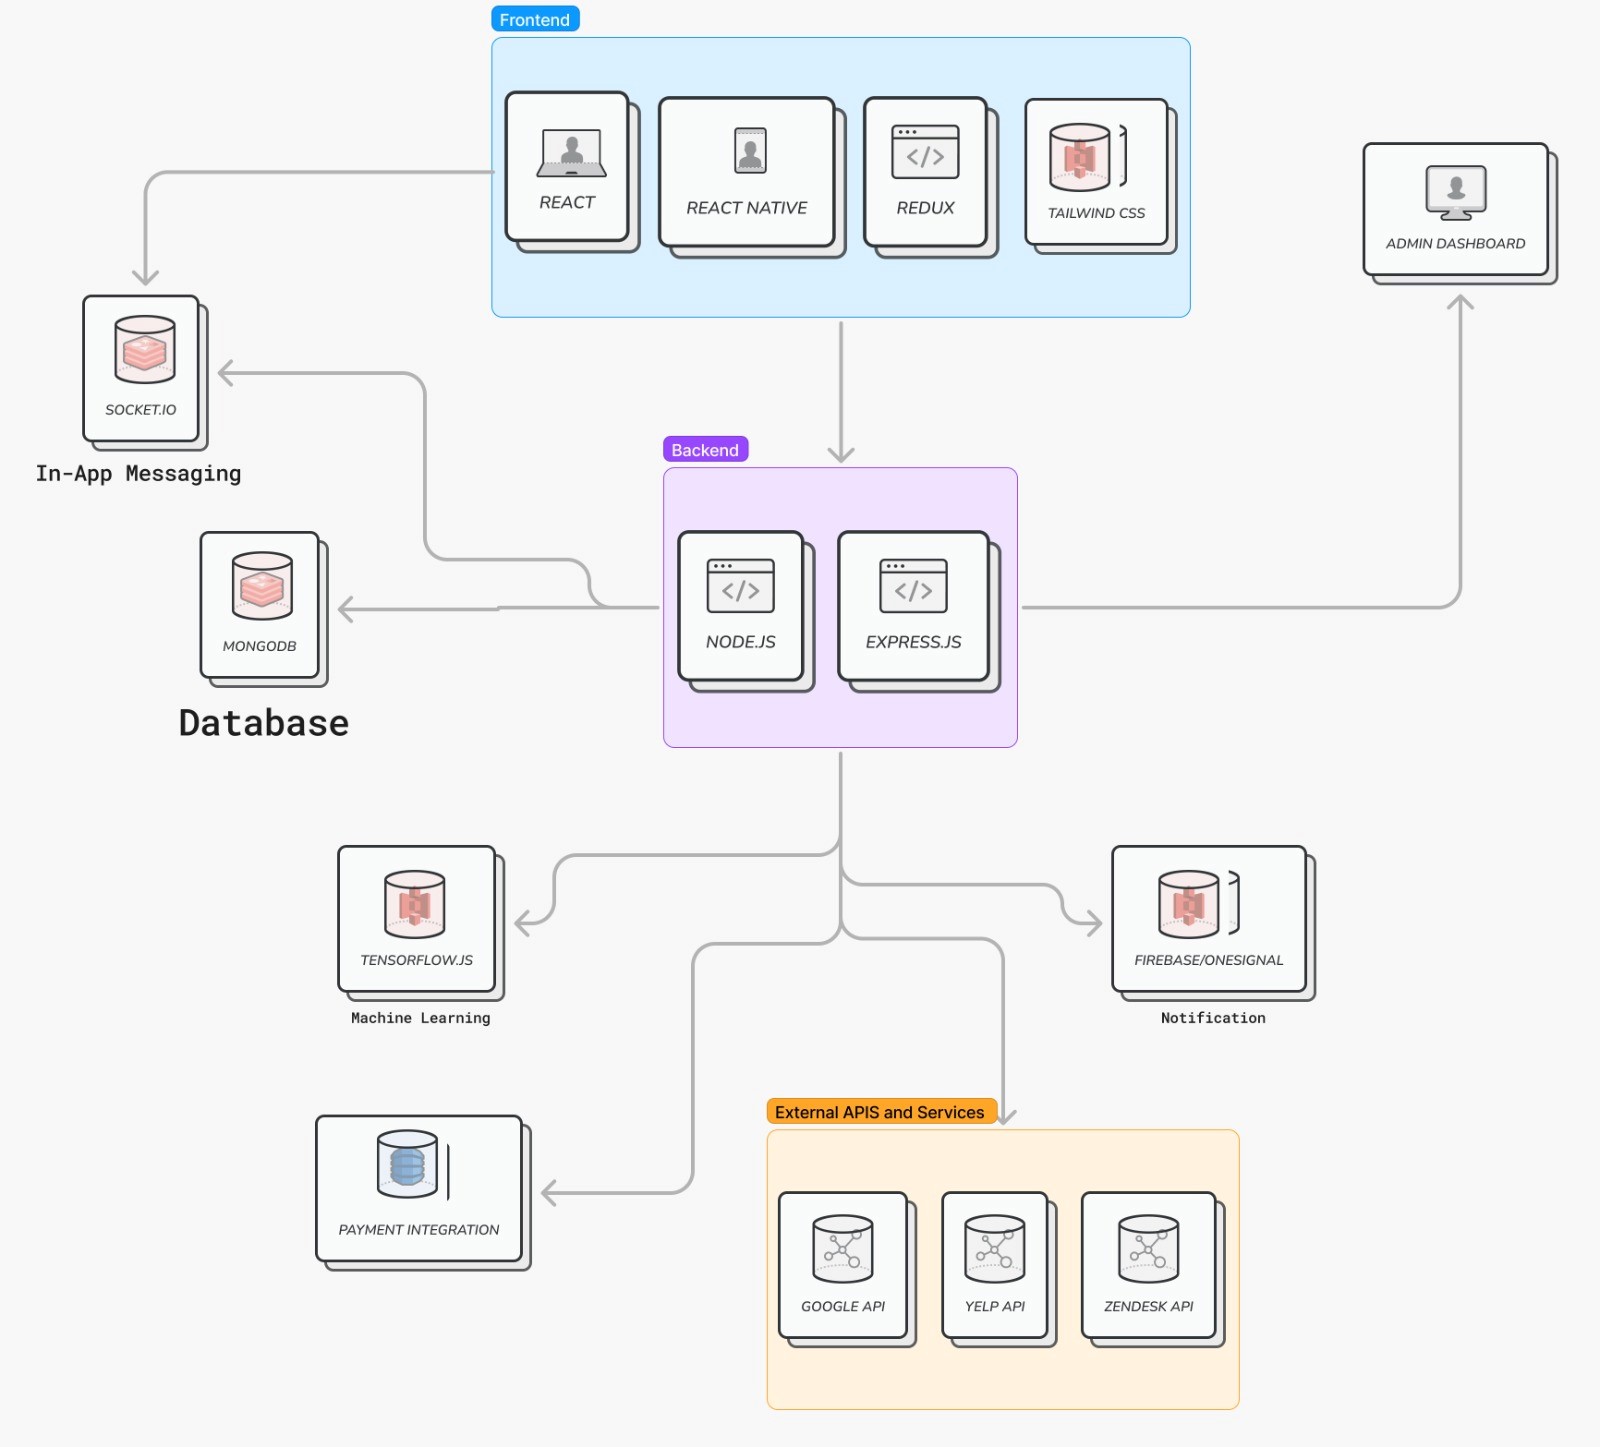 Frontend
REACT
REACT NATIVE
REDUX
TAILWIND CSS
ADMIN DASHBOARD
SOCKET.IO
In-App Messaging
Backend
NODE.JS
EXPRESS.JS
MONGODB
Database
TENSORFLOW.JS
Machine Learning
FIREBASE/ONESIGNAL
Notification
PAYMENT INTEGRATION
External APIS and Services
GOOGLE API
YELP API
ZENDESK API